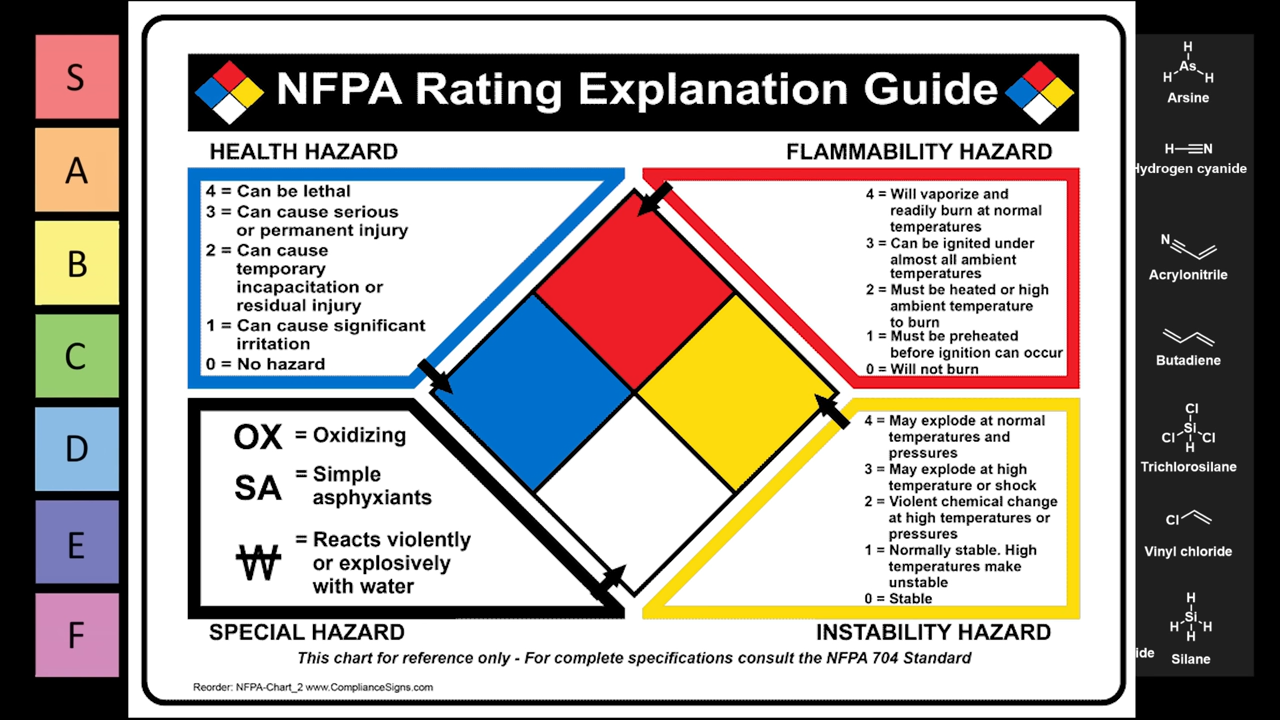 S
A
B
C
D
E
F
NFPA Rating Explanation Guide
HEALTH HAZARD
4 = Can be lethal
3 = Can cause serious
or permanent injury
2 = Can cause
temporary
incapacitation or
residual injury
1 = Can cause significant
irritation
0 = No hazard
FLAMMABILITY HAZARD
4 = Will vaporize and
readily burn at normal
temperatures
3 = Can be ignited under
almost all ambient
temperatures
2 = Must be heated or high
ambient temperature
to burn
1 = Must be preheated
before ignition can occur
0 = Will not burn
OX = Oxidizing
SA = Simple
asphyxiants
W = Reacts violently
or explosively
with water
SPECIAL HAZARD
4 = May explode at normal
temperatures and
pressures
3 = May explode at high
temperature or shock
2 = Violent chemical change
at high temperatures or
pressures
1 = Normally stable. High
temperatures make
unstable
0 = Stable
INSTABILITY HAZARD
This chart for reference only - For complete specifications consult the NFPA 704 Standard
Reorder: NFPA-Chart_2 www.ComplianceSigns.com
H
As
H H
Arsine
H N
Hydrogen cyanide
N
Acrylonitrile
Butadiene
Cl
Si
Cl Cl
H
Trichlorosilane
Cl
Vinyl chloride
H
Si
H H
H
ide
Silane